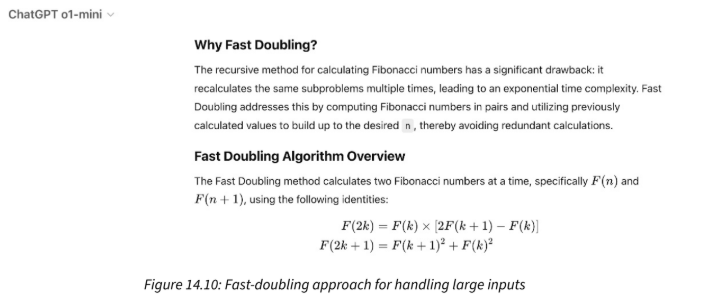 ChatGPT o1-mini
Why Fast Doubling?
The recursive method for calculating Fibonacci numbers has a significant drawback: it
recalculates the same subproblems multiple times, leading to an exponential time complexity. Fast
Doubling addresses this by computing Fibonacci numbers in pairs and utilizing previously
calculated values to build up to the desired n, thereby avoiding redundant calculations.
Fast Doubling Algorithm Overview
The Fast Doubling method calculates two Fibonacci numbers at a time, specifically F(n) and
F(n + 1), using the following identities:
F(2k) = F(k) × [2F(k + 1) − F(k)]
F(2k + 1) = F(k + 1)² + F(k)²
Figure 14.10: Fast-doubling approach for handling large inputs